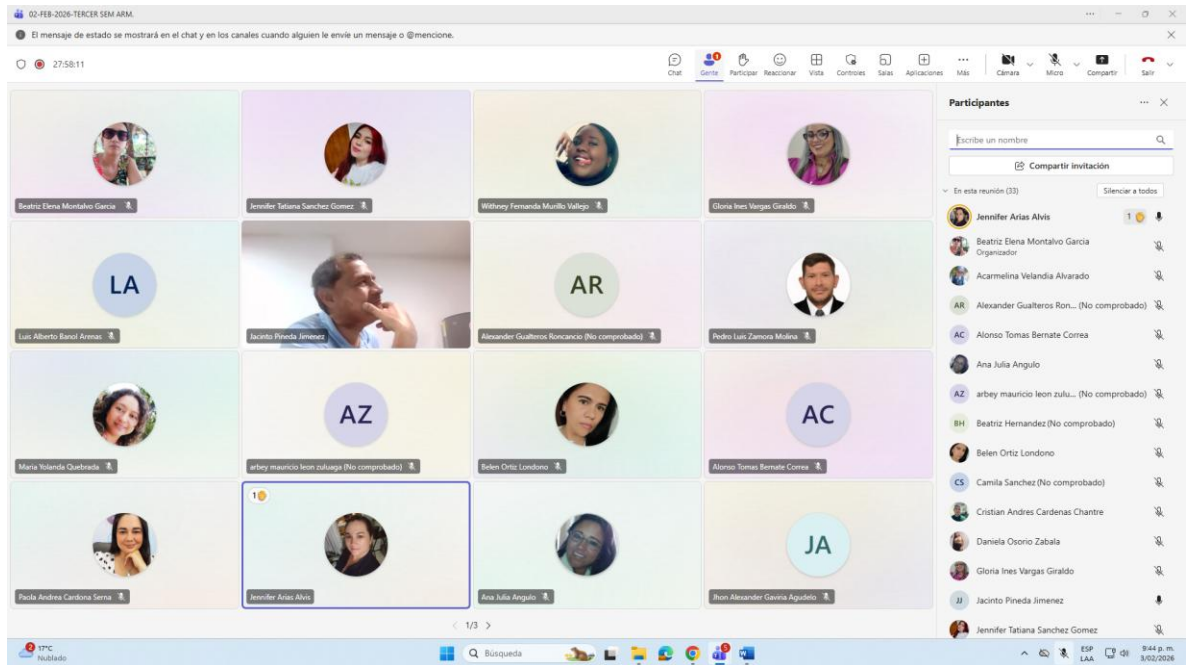 02-FEB-2026-TERCER SEM ARM.
El mensaje de estado se mostrará en el chat y en los canales cuando alguien le envíe un mensaje o @mencione.
27:58:11
Chat
Gente
Participar
Reaccionar
Vista
Controles
Salas
Aplicaciones
Más
Cámara
Micro
Compartir
Salir
1
Beatriz Elena Montalvo Garcia
Jennifer Tatiana Sanchez Gomez
Withney Fernanda Murillo Vallejo
Gloria Ines Vargas Giraldo
LA
Luis Alberto Banol Arenas
Jacinto Pineda Jimenez
AR
Alexander Gualteros Roncancio (No comprobado)
Pedro Luis Zamora Molina
Maria Yolanda Quebrada
AZ
arbey mauricio leon zuluaga (No comprobado)
Belen Ortiz Londono
AC
Alonso Tomas Bernate Correa
Paola Andrea Cardona Serna
1
Jennifer Arias Alvis
Ana Julia Angulo
JA
Jhon Alexander Gaviria Agudelo
1/3
Participantes
Escribe un nombre
Compartir invitación
En esta reunión (33)
Silenciar a todos
Jennifer Arias Alvis
1
Beatriz Elena Montalvo Garcia
Organizador
Acarmelina Velandia Alvarado
AR
Alexander Gualteros Ron... (No comprobado)
AC
Alonso Tomas Bernate Correa
Ana Julia Angulo
AZ
arbey mauricio leon zulu... (No comprobado)
BH
Beatriz Hernandez (No comprobado)
Belen Ortiz Londono
CS
Camila Sanchez (No comprobado)
Cristian Andres Cardenas Chantre
Daniela Osorio Zabala
Gloria Ines Vargas Giraldo
JJ
Jacinto Pineda Jimenez
Jennifer Tatiana Sanchez Gomez
2
17°C
Nublado
Búsqueda
ESP
LAA
9:44 p. m.
3/02/2026